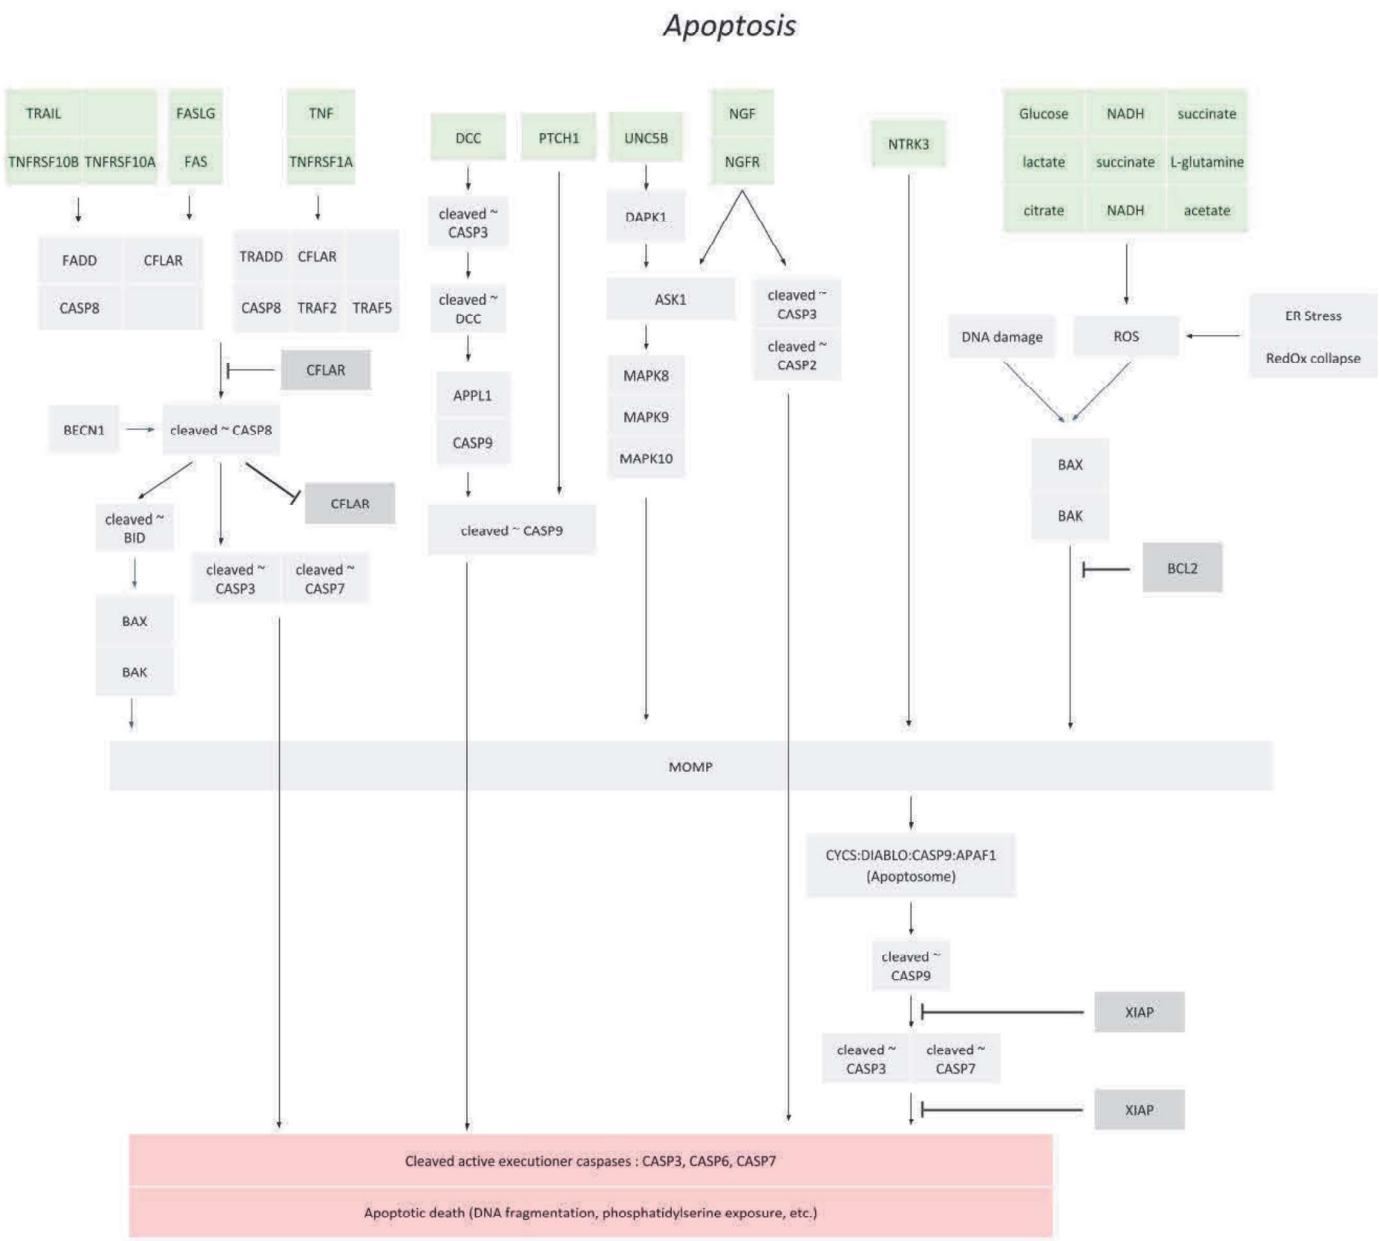 Apoptosis
TRAIL
TNFRSF10B TNFRSF10A
FASLG
FAS
TNF
TNFRSF1A
DCC
PTCH1
UNC5B
NGF
NGFR
NTRK3
Glucose NADH succinate
lactate succinate L-glutamine
citrate NADH acetate
FADD CFLAR
CASP8
TRADD CFLAR
CASP8 TRAF2 TRAF5
cleaved ~
CASP3
DAPK1
cleaved ~
DCC
ASK1
cleaved ~
CASP3
cleaved ~
CASP2
DNA damage
ROS
ER Stress
RedOx collapse
CFLAR
APPL1
CASP9
MAPK8
MAPK9
MAPK10
BECN1
cleaved ~ CASP8
CFLAR
BAX
BAK
cleaved ~
BID
cleaved ~ CASP9
cleaved ~
CASP3
cleaved ~
CASP7
BCL2
BAX
BAK
MOMP
CYCS:DIABLO:CASP9:APAF1
(Apoptosome)
cleaved ~
CASP9
XIAP
cleaved ~
CASP3
cleaved ~
CASP7
XIAP
Cleaved active executioner caspases : CASP3, CASP6, CASP7
Apoptotic death (DNA fragmentation, phosphatidylserine exposure, etc.)